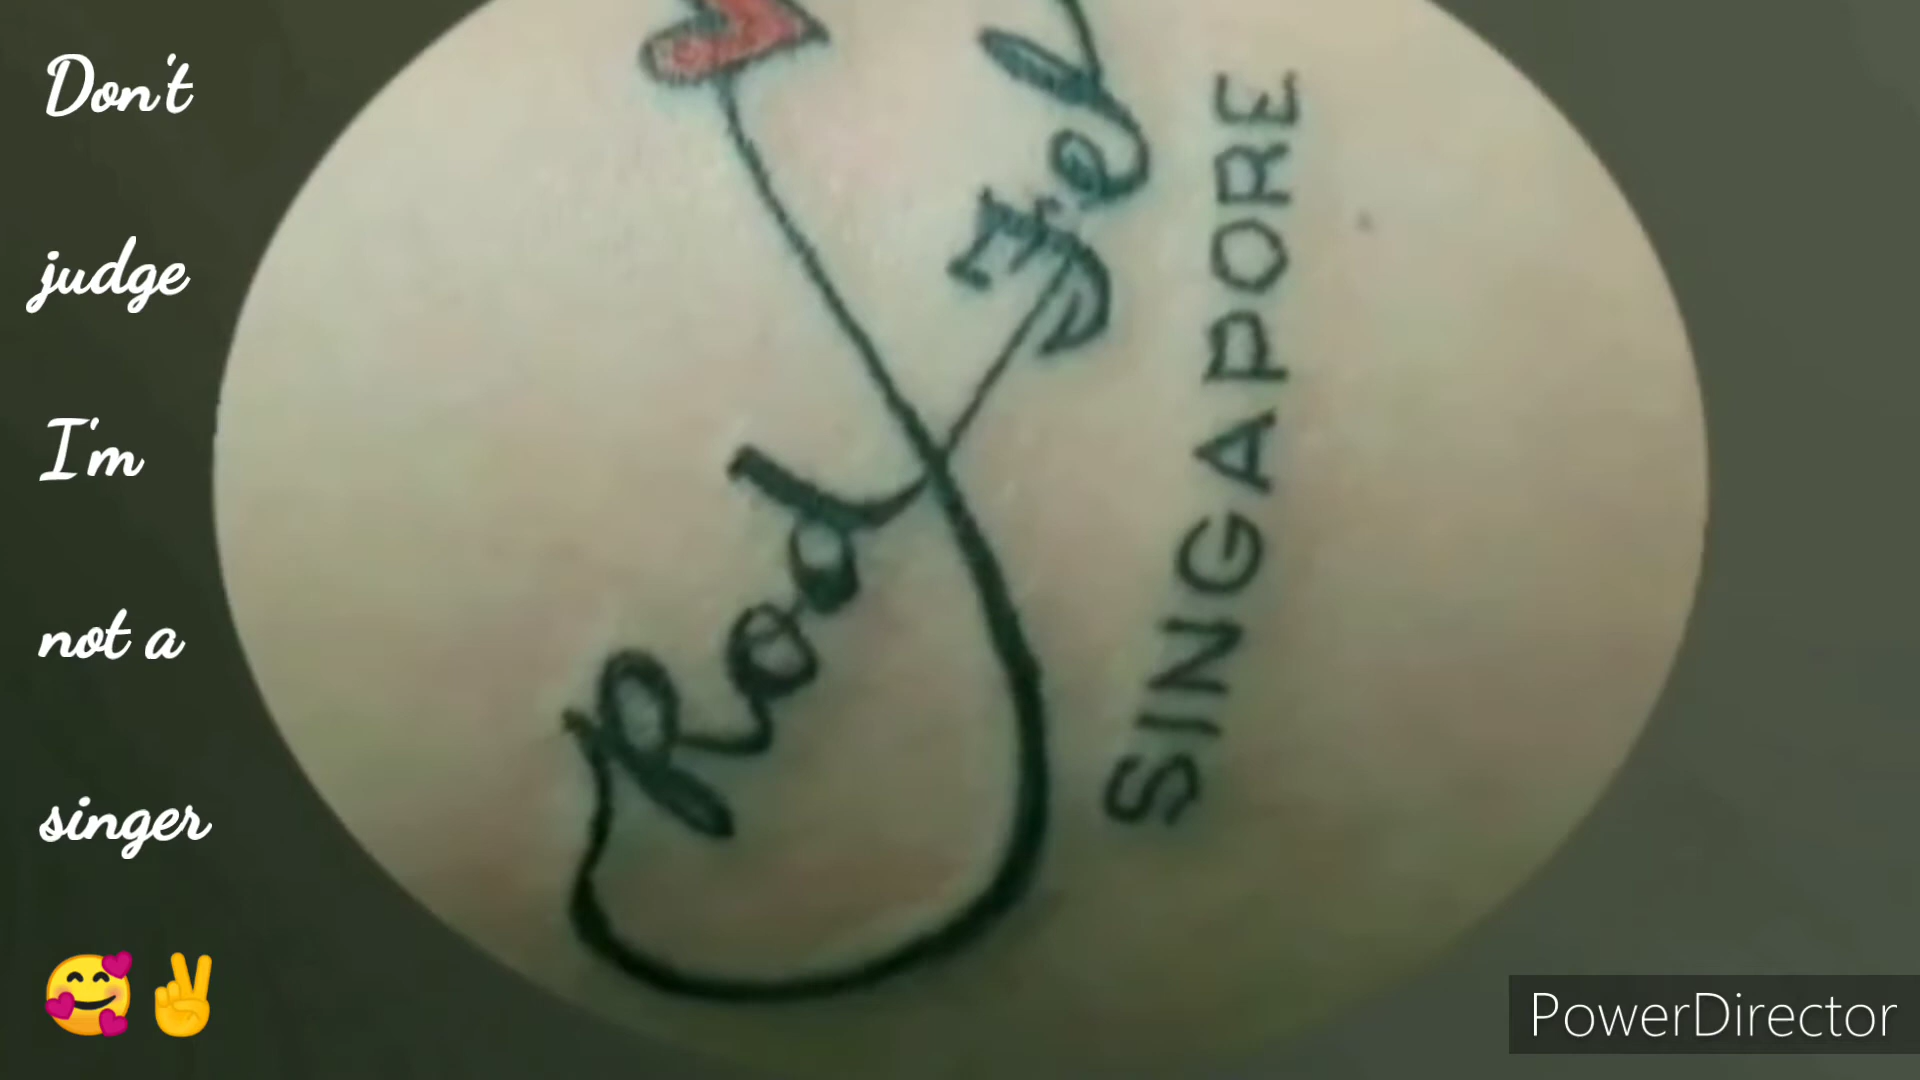 Don't
judge
I'm
not a
singer
🥰✌
Rod
SINGAPORE
PowerDirector